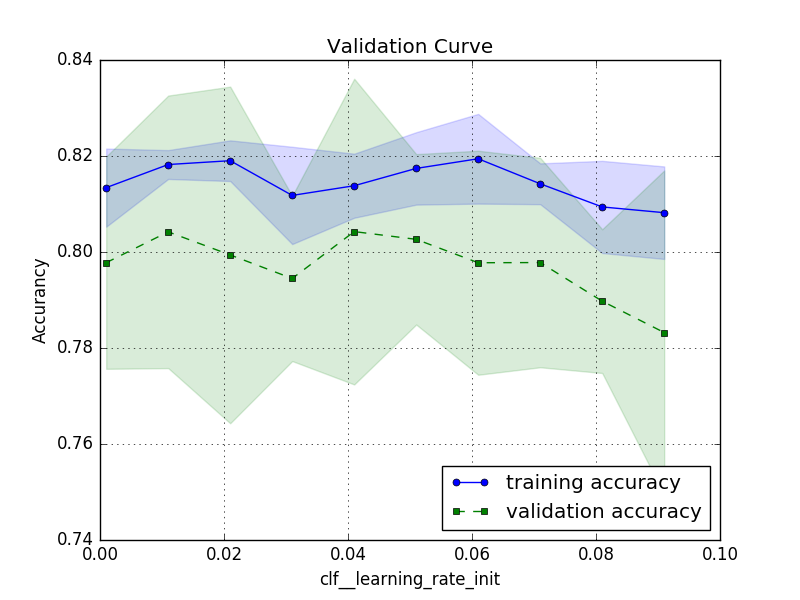 Validation Curve
0.84
0.82
0.80
0.78
0.76
0.74
Accurancy
training accuracy
validation accuracy
0.00 0.02 0.04 0.06 0.08 0.10
clf__learning_rate_init